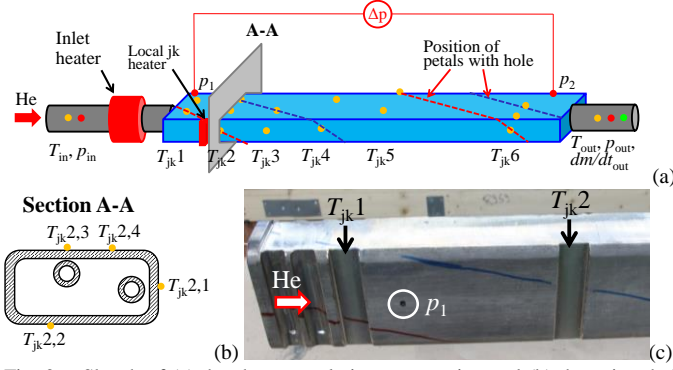 Δp
A-A
Inlet
heater
Local jk
heater
p1
Position of
petals with hole
p2
He
Tin, pin
Tjk1
Tjk2
Tjk3
Tjk4
Tjk5
Tjk6
Tout, pout,
dm/dtout
(a)
Section A-A
Tjk2,3
Tjk2,4
Tjk2,1
Tjk2,2
(b)
Tjk1
Tjk2
He
p1
(c)